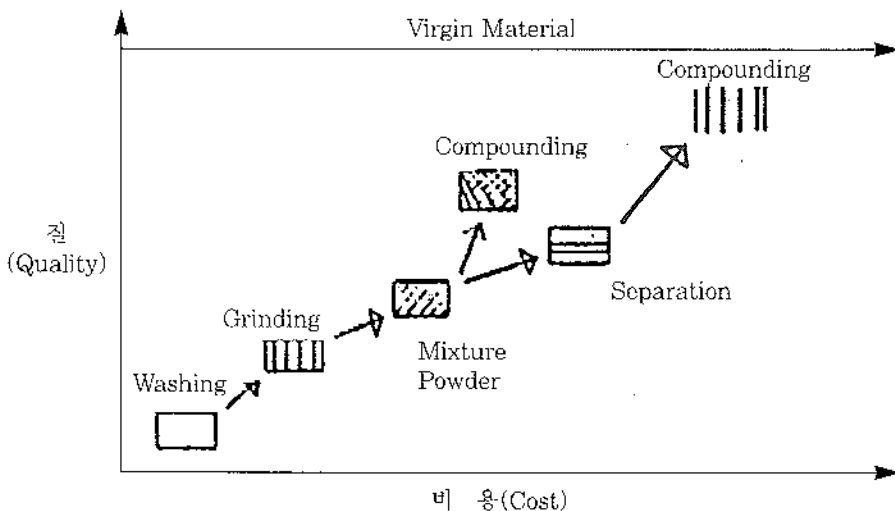 Virgin Material
Compounding
Compounding
질
(Quality)
Separation
Grinding
Mixture
Powder
Washing
비 용(Cost)